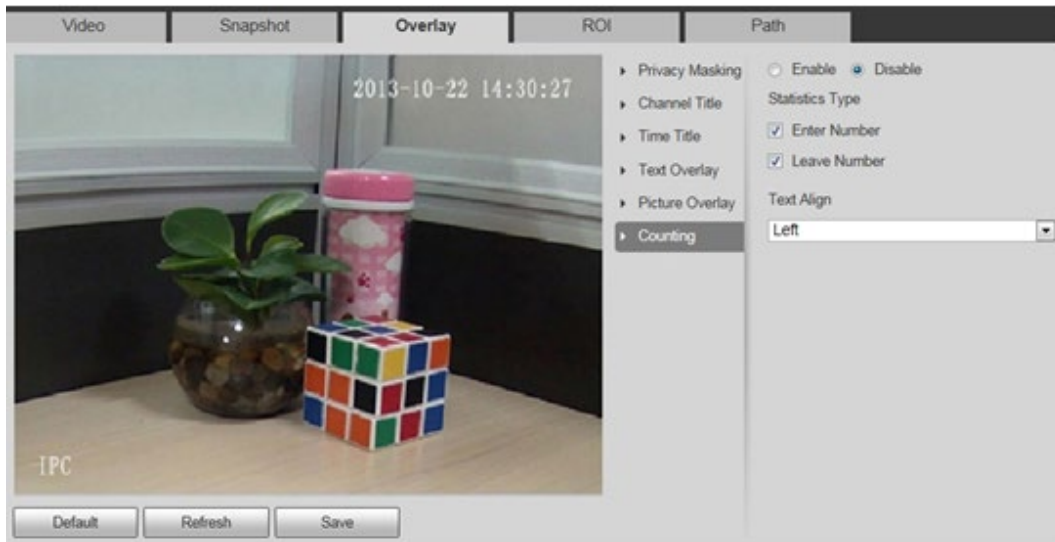 Video Snapshot Overlay ROI Path
2013-10-22 14:30:27
IPC
Default Refresh Save
Privacy Masking
Channel Title
Time Title
Text Overlay
Picture Overlay
Counting
Enable Disable
Statistics Type
Enter Number
Leave Number
Text Align
Left